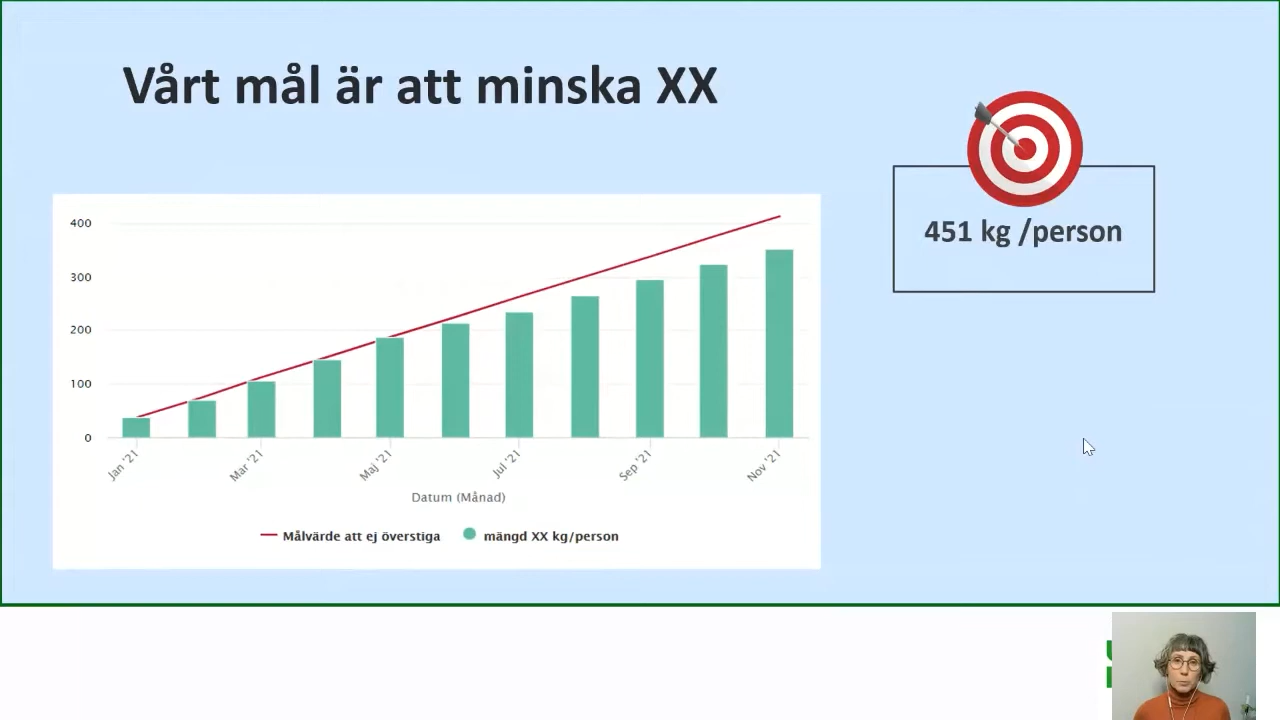 Vårt mål är att minska XX
451 kg /person
400
300
200
100
0
Jan '21
Mar '21
Maj '21
Jul '21
Sep '21
Nov '21
Datum (Månad)
Målvärde att ej överstiga
mängd XX kg/person